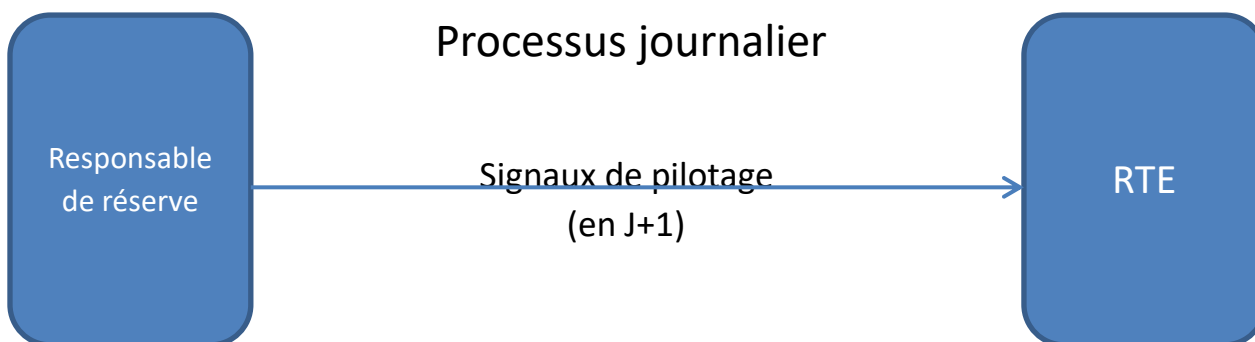 Processus journalier
Responsable
de réserve
Signaux de pilotage
(en J+1)
RTE